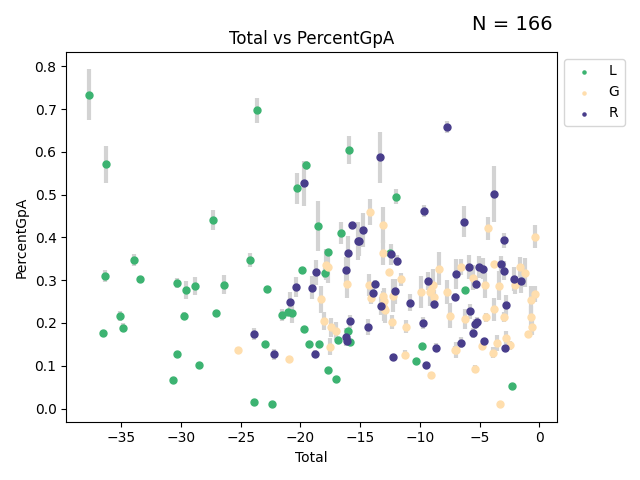 N = 166
Total vs PercentGpA
L
G
R
0.8
0.7
0.6
0.5
0.4
0.3
0.2
0.1
0.0
PercentGpA
−35 −30 −25 −20 −15 −10 −5 0
Total